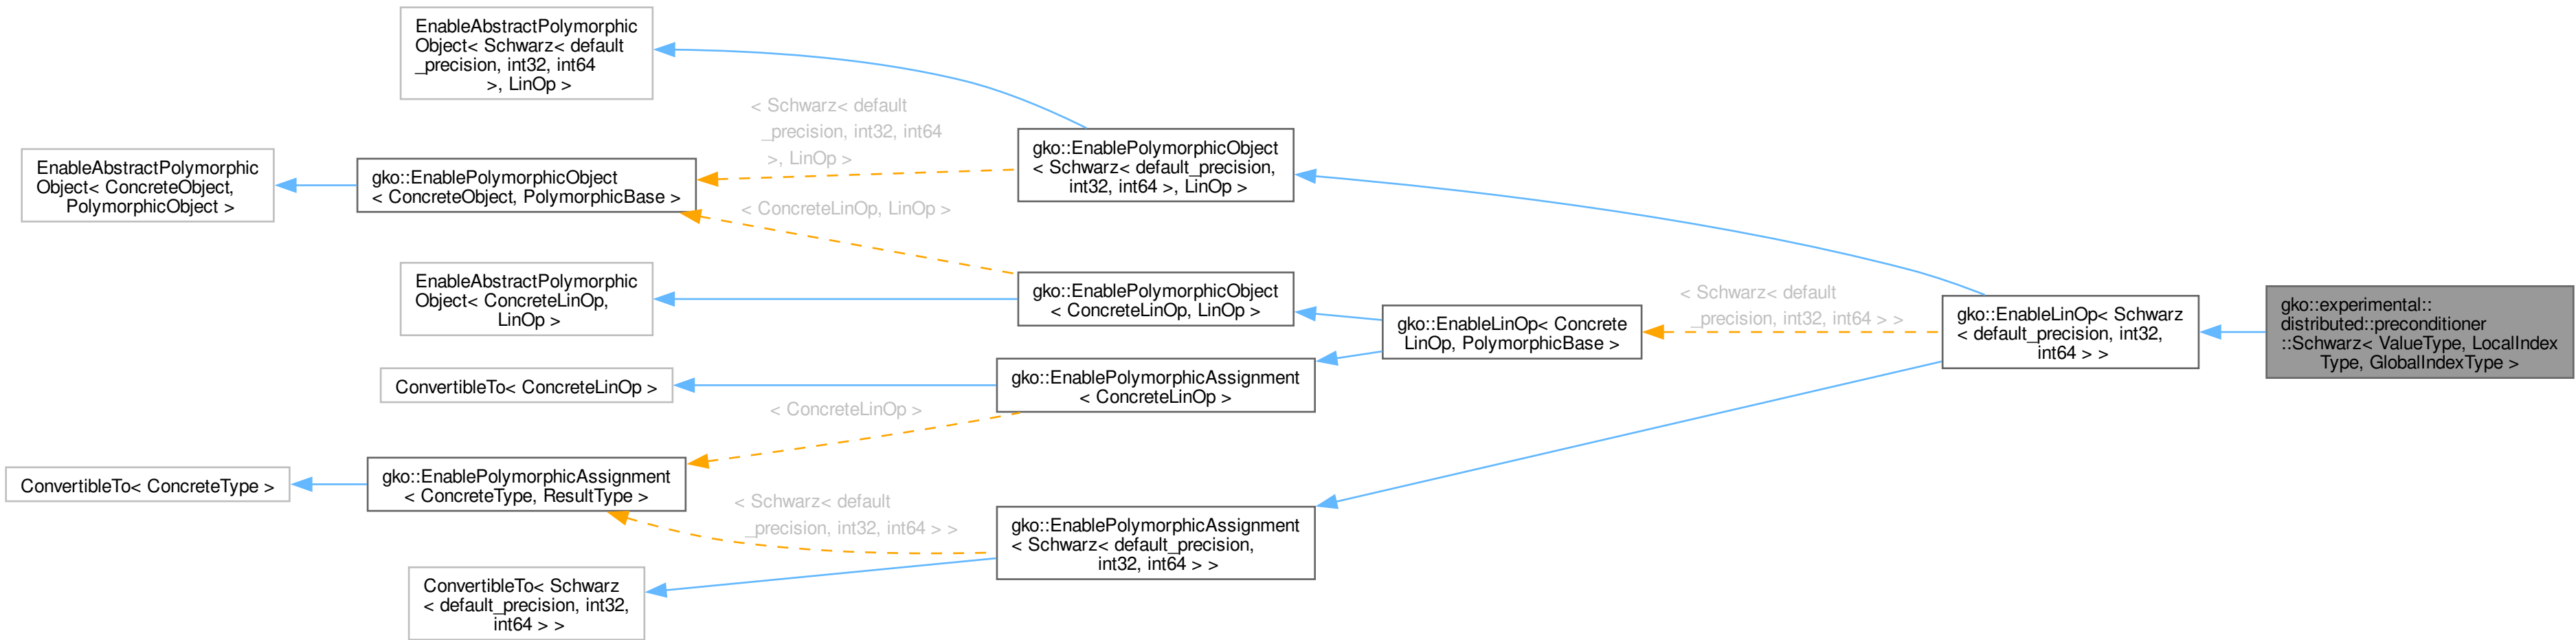 EnableAbstractPolymorphic
Object< Schwarz< default
_precision, int32, int64
>, LinOp >
< Schwarz< default
_precision, int32, int64
>, LinOp >
gko::EnablePolymorphicObject
< Schwarz< default_precision,
int32, int64 >, LinOp >
EnableAbstractPolymorphic
Object< ConcreteObject,
PolymorphicObject >
gko::EnablePolymorphicObject
< ConcreteObject, PolymorphicBase >
< ConcreteLinOp, LinOp >
EnableAbstractPolymorphic
Object< ConcreteLinOp,
LinOp >
gko::EnablePolymorphicObject
< ConcreteLinOp, LinOp >
gko::EnableLinOp< Concrete
LinOp, PolymorphicBase >
< Schwarz< default
_precision, int32, int64 > >
gko::EnableLinOp< Schwarz
< default_precision, int32,
int64 > >
gko::experimental::
distributed::preconditioner
::Schwarz< ValueType, LocalIndex
Type, GlobalIndexType >
ConvertibleTo< ConcreteLinOp >
gko::EnablePolymorphicAssignment
< ConcreteLinOp >
< ConcreteLinOp >
ConvertibleTo< ConcreteType >
gko::EnablePolymorphicAssignment
< ConcreteType, ResultType >
< Schwarz< default
_precision, int32, int64 > >
gko::EnablePolymorphicAssignment
< Schwarz< default_precision,
int32, int64 > >
ConvertibleTo< Schwarz
< default_precision, int32,
int64 > >